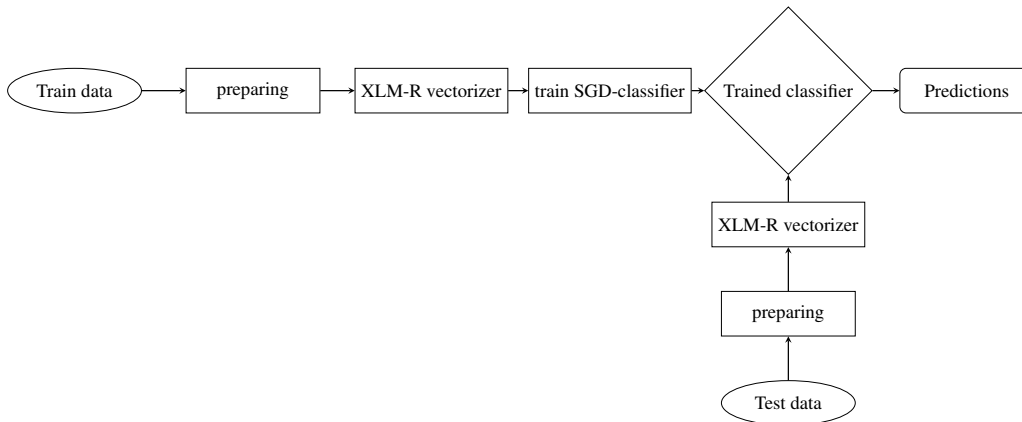 Train data
preparing
XLM-R vectorizer
train SGD-classifier
Trained classifier
Predictions
XLM-R vectorizer
preparing
Test data